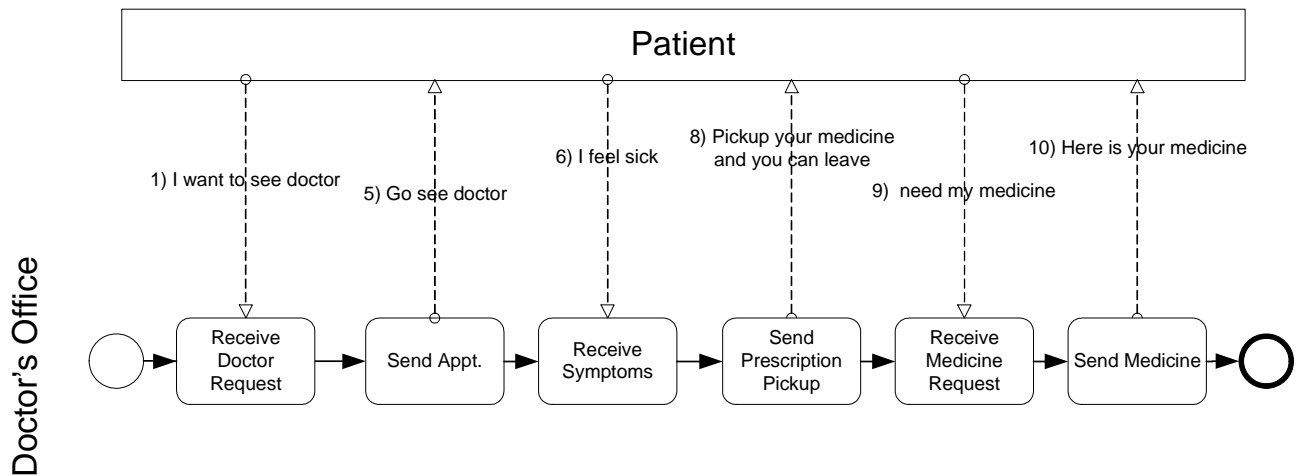 Patient
1) I want to see doctor
5) Go see doctor
6) I feel sick
8) Pickup your medicine
and you can leave
9)  need my medicine
10) Here is your medicine
Doctor's Office
Receive
Doctor
Request
Send Appt.
Receive
Symptoms
Send
Prescription
Pickup
Receive
Medicine
Request
Send Medicine